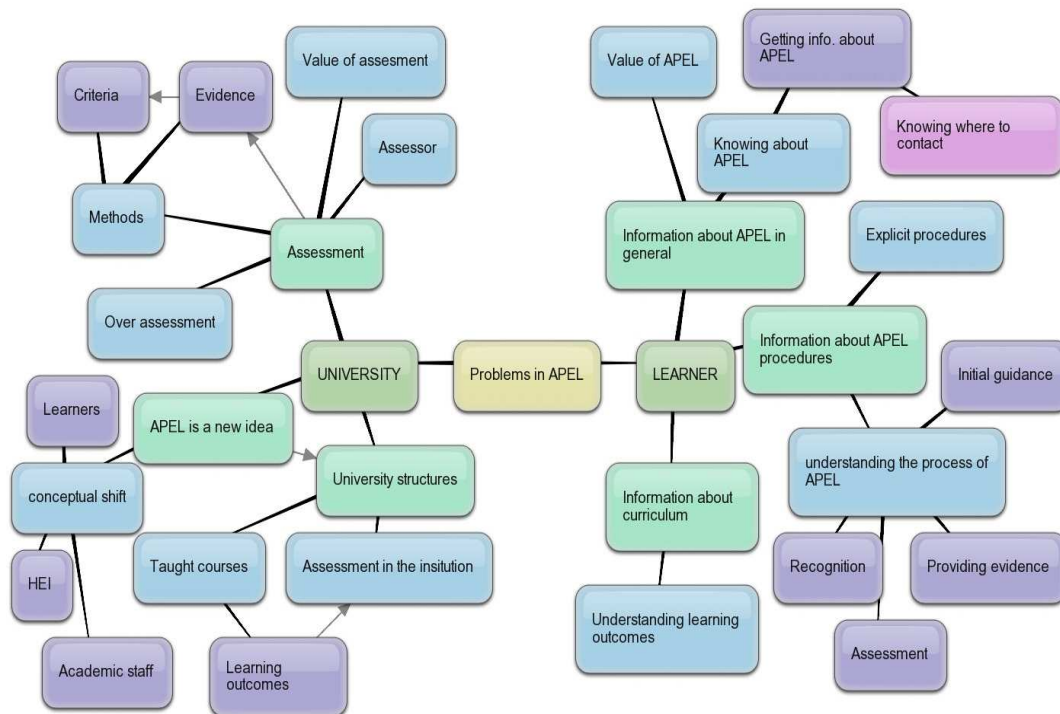 Value of assesment
Criteria
Evidence
Assessor
Methods
Assessment
Over assessment
UNIVERSITY
Problems in APEL
LEARNER
Value of APEL
Getting info. about
APEL
Knowing where to
contact
Knowing about
APEL
Information about APEL in
general
Explicit procedures
Information about APEL
procedures
Initial guidance
understanding the process of
APEL
Recognition
Providing evidence
Assessment
Information about
curriculum
Understanding learning
outcomes
Learners
APEL is a new idea
conceptual shift
University structures
HEI
Taught courses
Assessment in the insitution
Academic staff
Learning
outcomes